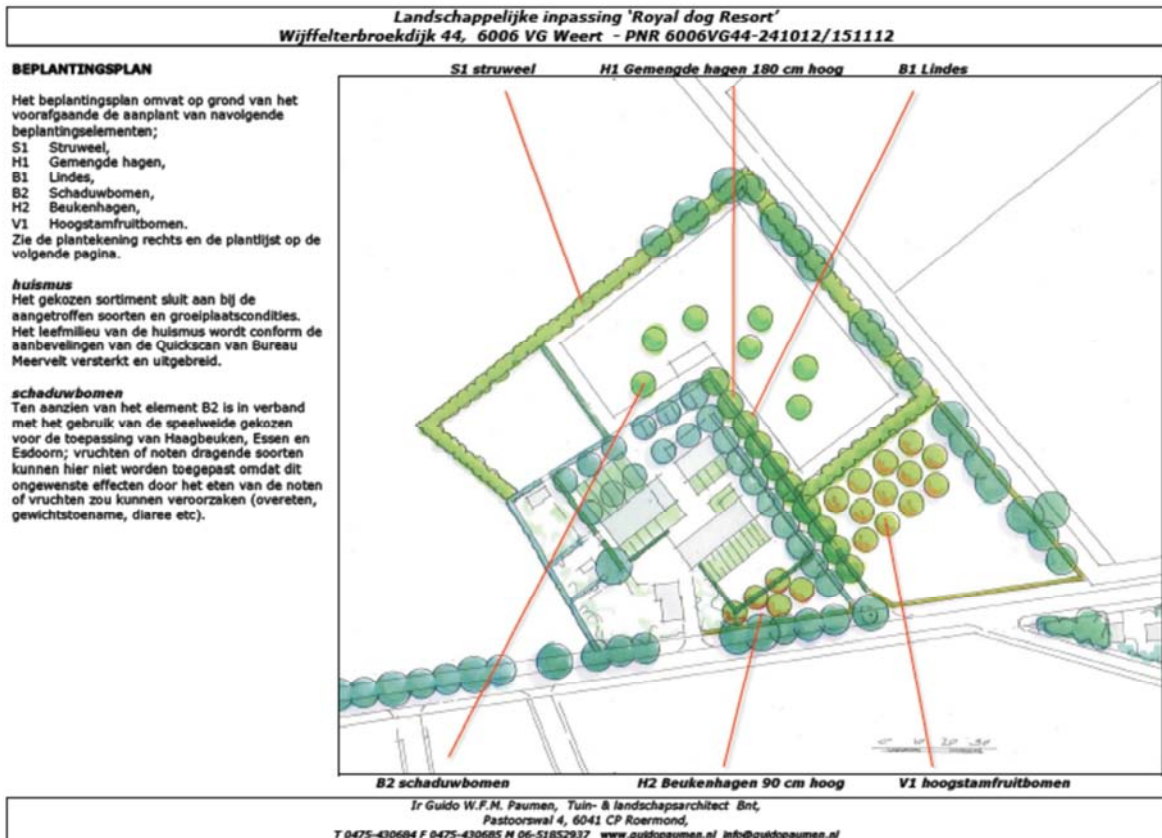 Landschappelijke inpassing 'Royal dog Resort'
Wijffelterbroekdijk 44, 6006 VG Weert - PNR 6006VG44-241012/151112
BEPLANTINGSPLAN
Het beplantingsplan omvat op grond van het
voorafgaande de aanplant van navolgende
beplantingselementen;
S1 Struweel,
H1 Gemengde hagen,
B1 Lindes,
B2 Schaduwbomen,
H2 Beukenhagen,
V1 Hoogstamfruitbomen.
Zie de plantekening rechts en de plantlijst op de
volgende pagina.
huismus
Het gekozen sortiment sluit aan bij de
aangetroffen soorten en groeiplaatscondities.
Het leefmilieu van de huismus wordt conform de
aanbevelingen van de Quickscan van Bureau
Meervelt versterkt en uitgebreid.
schaduwbomen
Ten aanzien van het element B2 is in verband
met het gebruik van de speelweide gekozen
voor de toepassing van Haagbeuken, Essen en
Esdoorn; vruchten of noten dragende soorten
kunnen hier niet worden toegepast omdat dit
ongewenste effecten door het eten van de noten
of vruchten zou kunnen veroorzaken (overeten,
gewichtstoename, diaree etc).
S1 struweel
H1 Gemengde hagen 180 cm hoog
B1 Lindes
0 10 20 30
B2 schaduwbomen
H2 Beukenhagen 90 cm hoog
V1 hoogstamfruitbomen
Ir Guido W.F.M. Paumen, Tuin- & landschapsarchitect Bnt,
Pastoorswal 4, 6041 CP Roermond,
T 0475-430684 F 0475-430685 M 06-51852937 www.guidopaumen.nl info@guidopaumen.nl